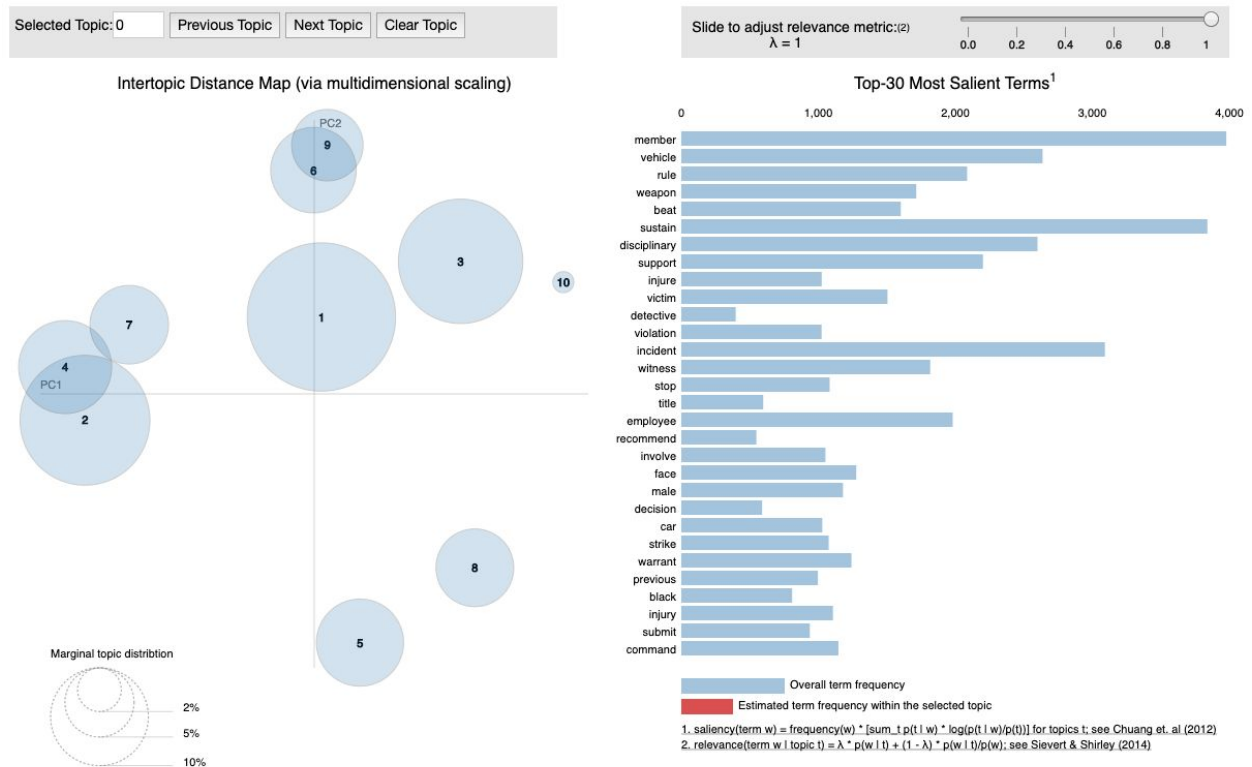 Selected Topic: 0 Previous Topic Next Topic Clear Topic
Slide to adjust relevance metric:(2)
λ = 1
0.0 0.2 0.4 0.6 0.8 1
Intertopic Distance Map (via multidimensional scaling)
PC2
9
6
3
10
1
7
4
PC1
2
8
5
Marginal topic distribtion
2%
5%
10%
Top-30 Most Salient Terms1
0 1,000 2,000 3,000 4,000
member
vehicle
rule
weapon
beat
sustain
disciplinary
support
injure
victim
detective
violation
incident
witness
stop
title
employee
recommend
involve
face
male
decision
car
strike
warrant
previous
black
injury
submit
command
Overall term frequency
Estimated term frequency within the selected topic
1. saliency(term w) = frequency(w) * [sum_t p(t | w) * log(p(t | w)/p(t))] for topics t; see Chuang et. al (2012)
2. relevance(term w | topic t) = λ * p(w | t) + (1 - λ) * p(w | t)/p(w); see Sievert & Shirley (2014)